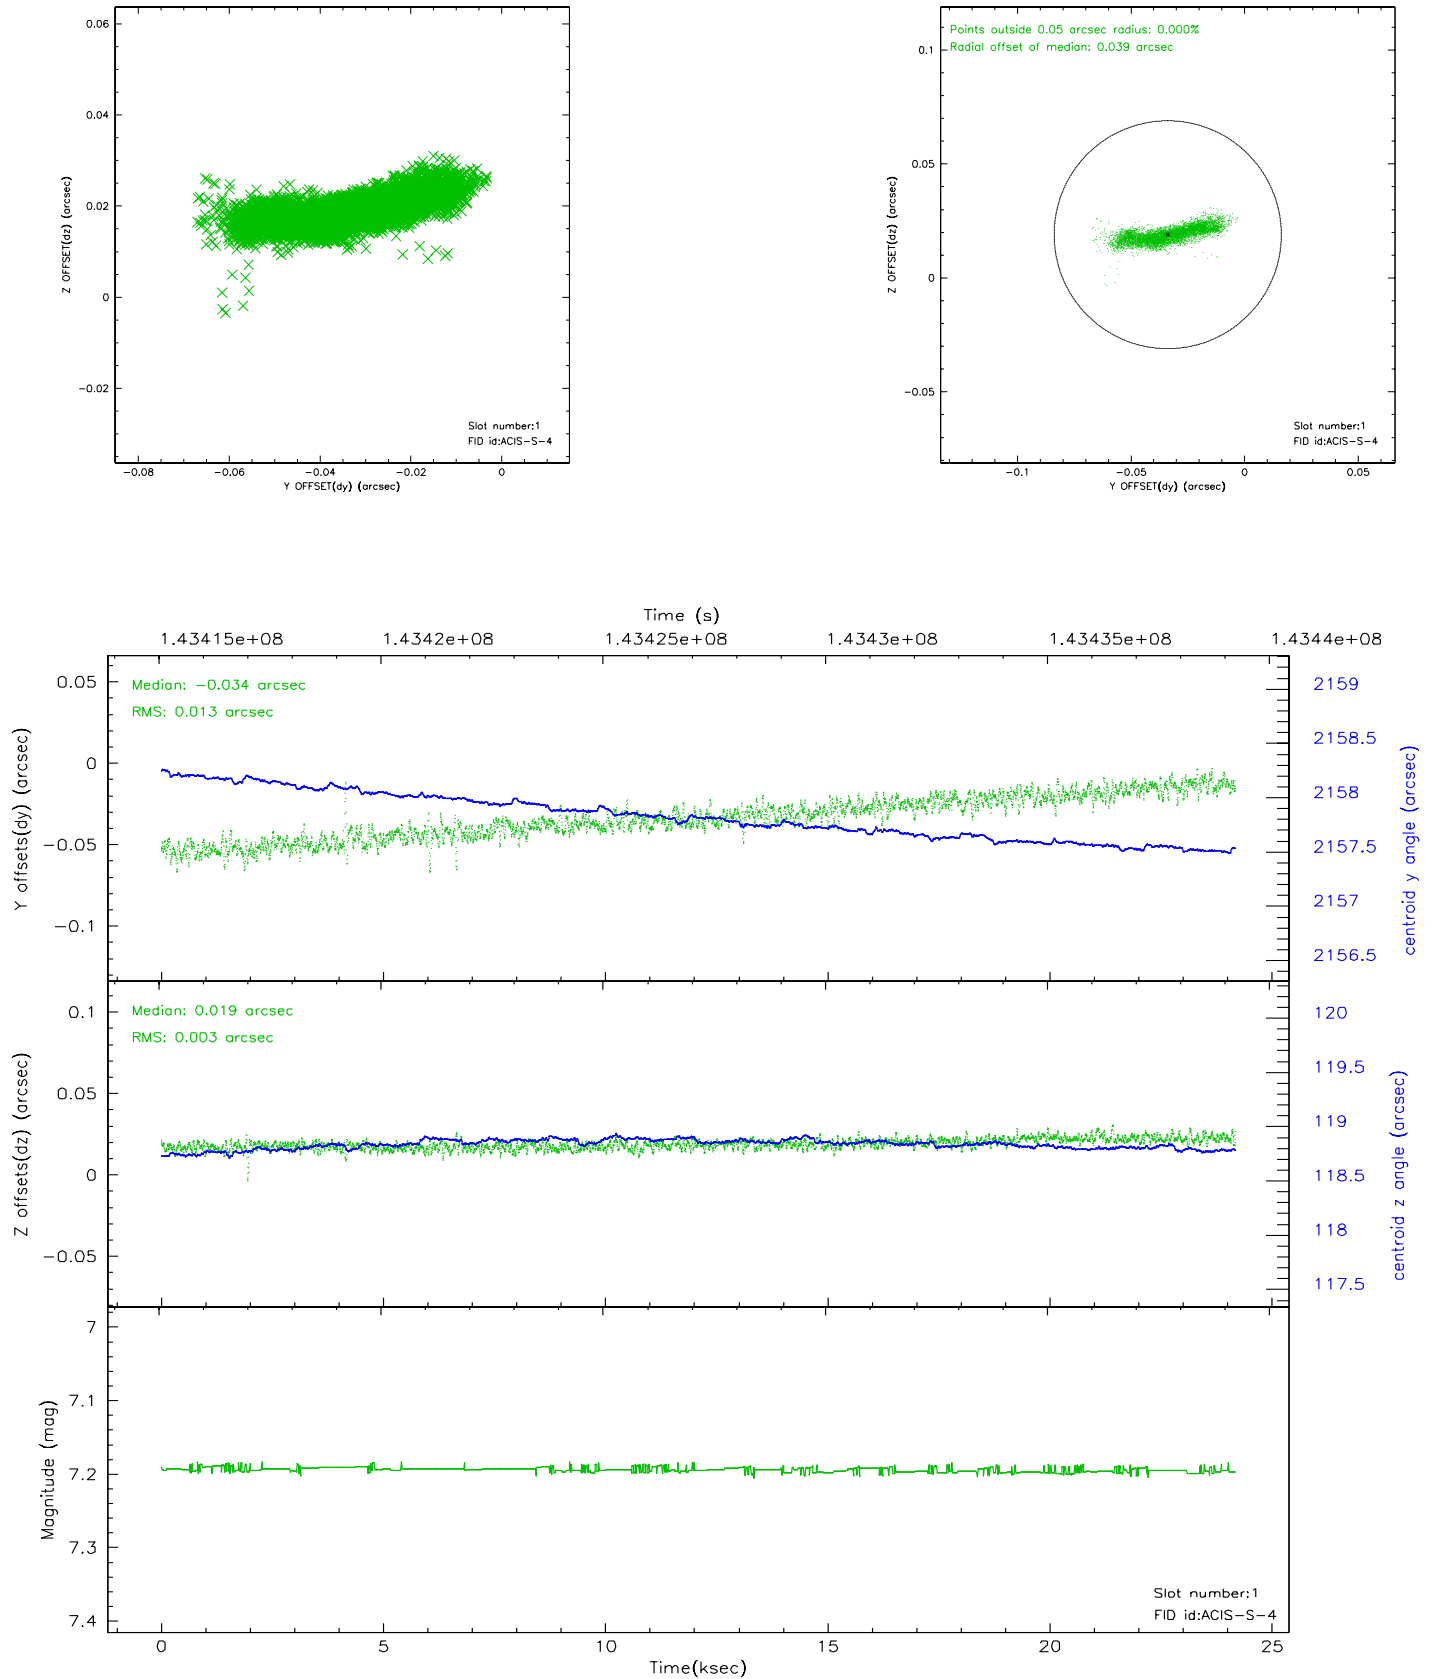 0.06
0.04
0.02
0
−0.02
Z OFFSET(dz) (arcsec)
Slot number:1
FID id:ACIS−S−4
−0.08 −0.06 −0.04 −0.02 0
Y OFFSET(dy) (arcsec)
Points outside 0.05 arcsec radius: 0.000%
Radial offset of median: 0.039 arcsec
0.1
0.05
0
−0.05
Z OFFSET(dz) (arcsec)
Slot number:1
FID id:ACIS−S−4
−0.1 −0.05 0 0.05
Y OFFSET(dy) (arcsec)
Time (s)
1.43415e+08 1.4342e+08 1.43425e+08 1.4343e+08 1.43435e+08 1.4344e+08
Median: −0.034 arcsec
RMS: 0.013 arcsec
0.05
0
−0.05
−0.1
Y offsets(dy) (arcsec)
2159
2158.5
2158
2157.5
2157
2156.5
centroid y angle (arcsec)
Median: 0.019 arcsec
RMS: 0.003 arcsec
0.1
0.05
0
−0.05
Z offsets(dz) (arcsec)
120
119.5
119
118.5
118
117.5
centroid z angle (arcsec)
7
7.1
7.2
7.3
7.4
Magnitude (mag)
Slot number:1
FID id:ACIS−S−4
0 5 10 15 20 25
Time(ksec)